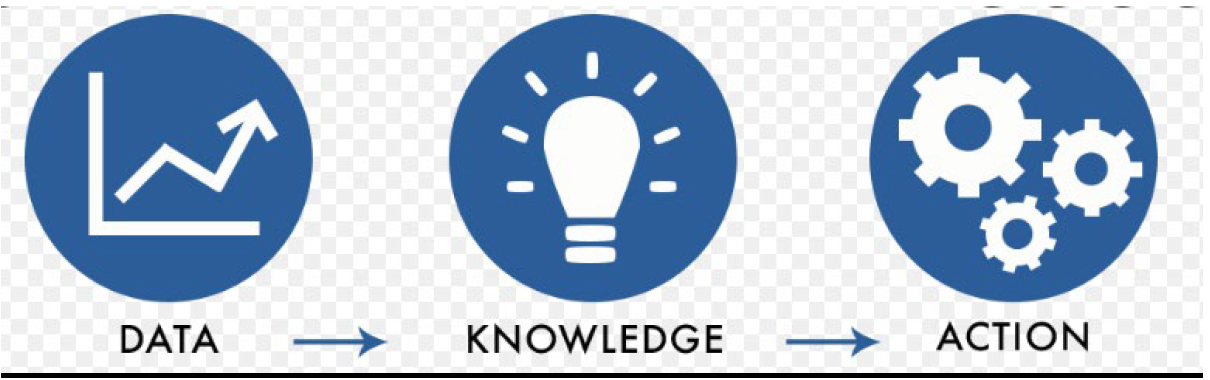 DATA KNOWLEDGE ACTION